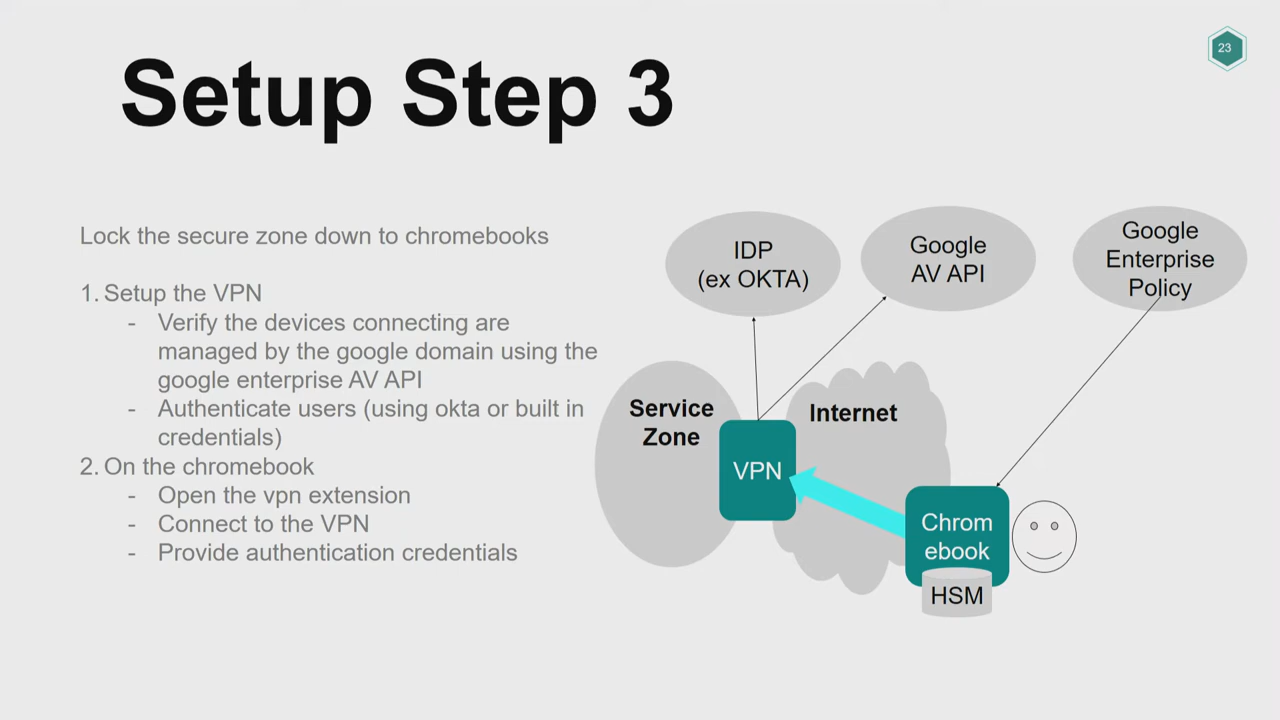 23
Setup Step 3
Lock the secure zone down to chromebooks
1. Setup the VPN
- Verify the devices connecting are
managed by the google domain using the
google enterprise AV API
- Authenticate users (using okta or built in
credentials)
2. On the chromebook
- Open the vpn extension
- Connect to the VPN
- Provide authentication credentials
IDP
(ex OKTA)
Google
AV API
Google
Enterprise
Policy
Service
Zone
Internet
VPN
Chrom
ebook
HSM